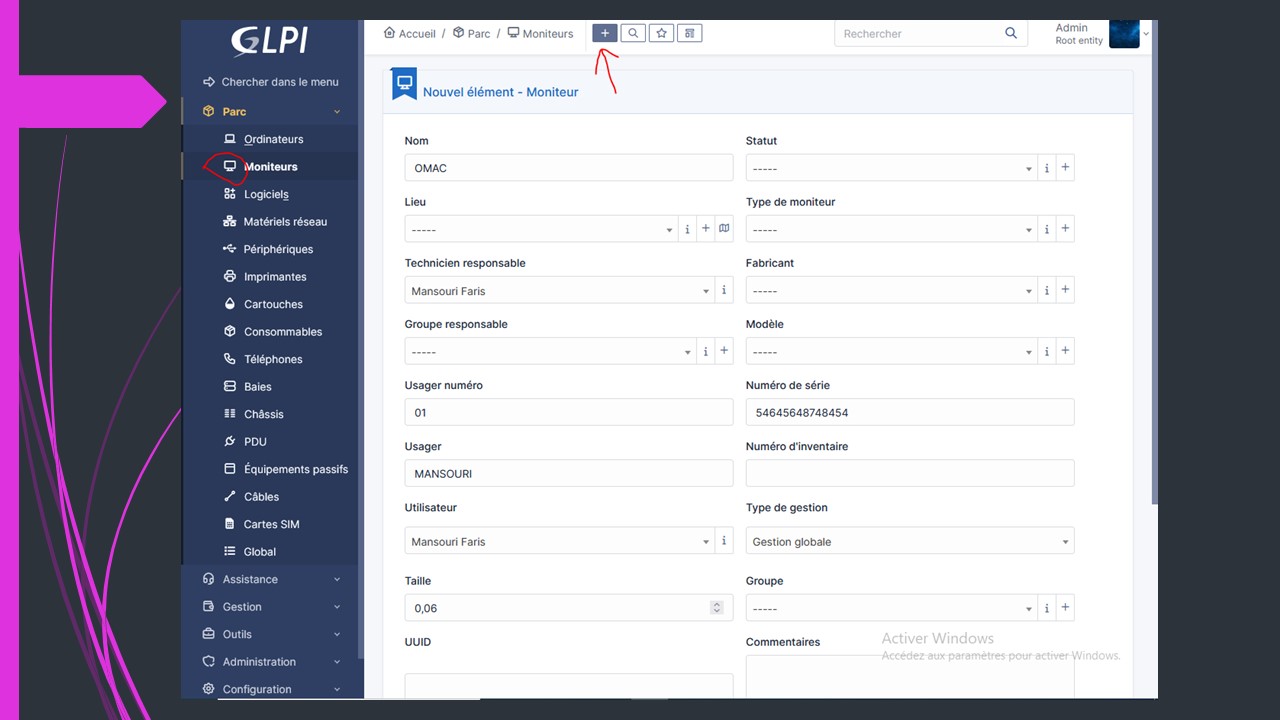 GLPI
Chercher dans le menu
Parc
Ordinateurs
Moniteurs
Logiciels
Matériels réseau
Périphériques
Imprimantes
Cartouches
Consommables
Téléphones
Baies
Châssis
PDU
Équipements passifs
Câbles
Cartes SIM
Global
Assistance
Gestion
Outils
Administration
Configuration
Accueil / Parc / Moniteurs
Rechercher
Admin
Root entity
Nouvel élément - Moniteur
Nom
OMAC
Statut
-----
Lieu
-----
Type de moniteur
-----
Technicien responsable
Mansouri Faris
Fabricant
-----
Groupe responsable
-----
Modèle
-----
Usager numéro
01
Numéro de série
54645648748454
Usager
MANSOURI
Numéro d'inventaire
Utilisateur
Mansouri Faris
Type de gestion
Gestion globale
Taille
0,06
Groupe
-----
UUID
Commentaires
Activer Windows
Accédez aux paramètres pour activer Windows.